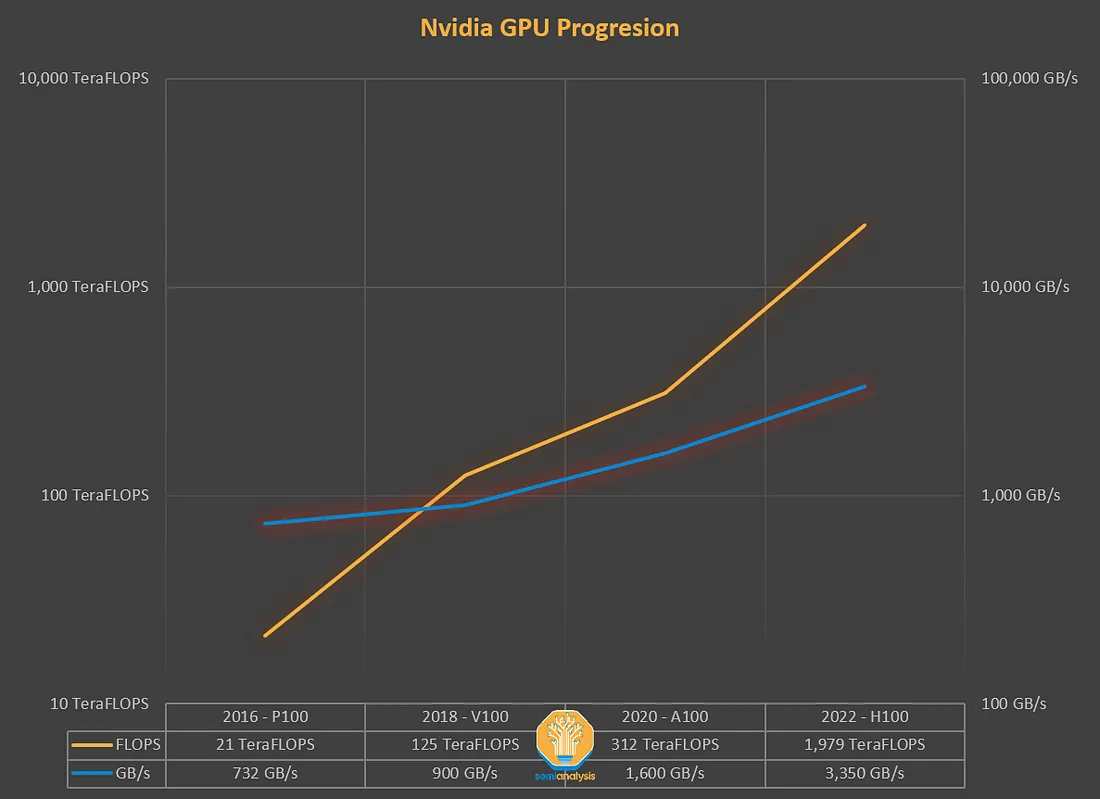 Nvidia GPU Progresion
10,000 TeraFLOPS
100,000 GB/s
1,000 TeraFLOPS
10,000 GB/s
100 TeraFLOPS
1,000 GB/s
10 TeraFLOPS
100 GB/s
2016 - P100 2018 - V100 2020 - A100 2022 - H100
FLOPS 21 TeraFLOPS 125 TeraFLOPS 312 TeraFLOPS 1,979 TeraFLOPS
GB/s 732 GB/s 900 GB/s 1,600 GB/s 3,350 GB/s
semianalysis